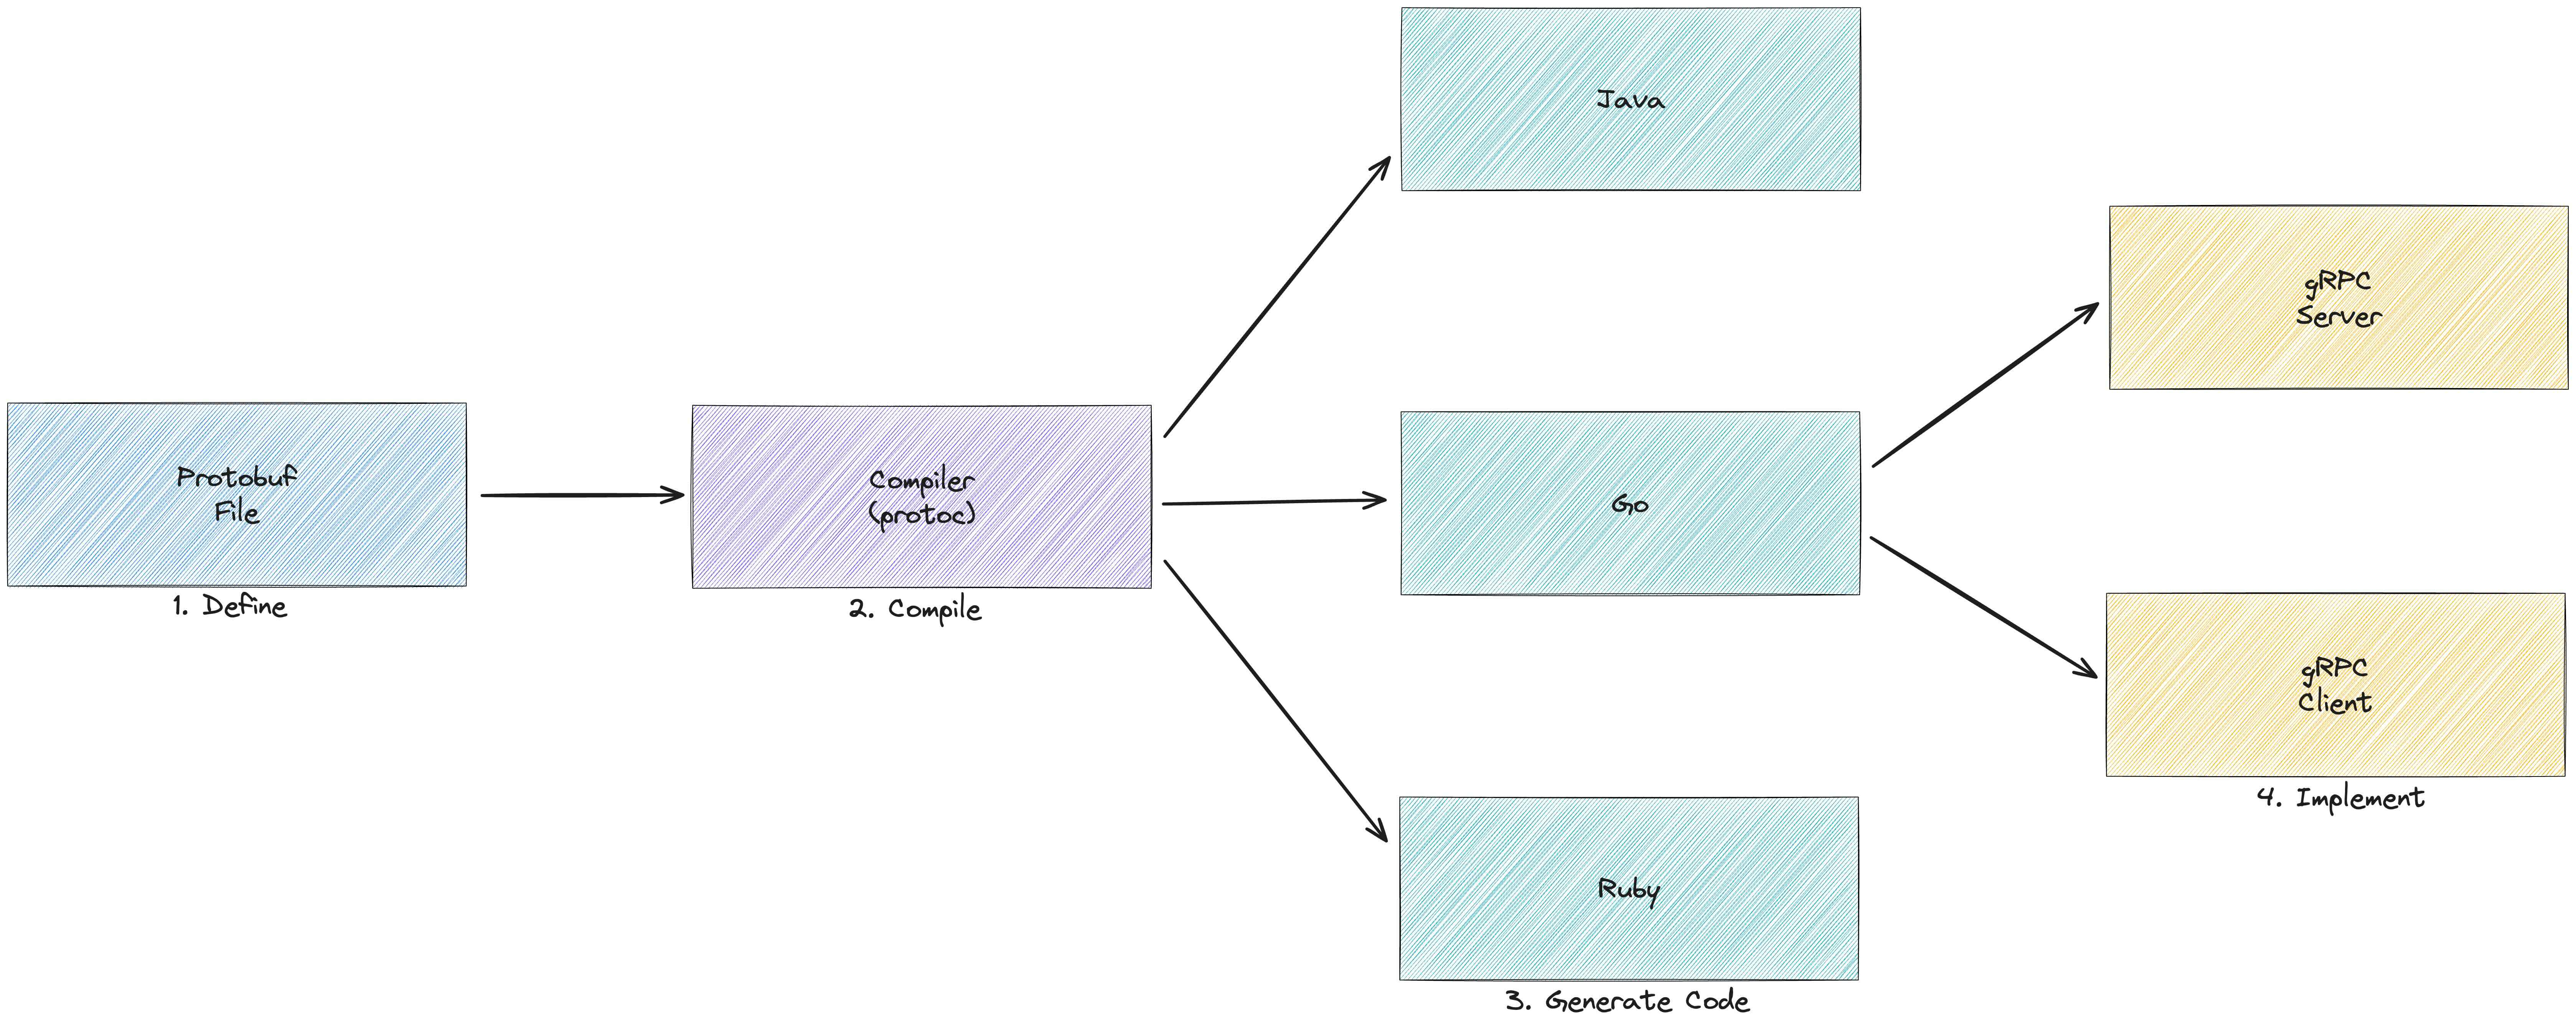 Java
gRPC
Server
Protobuf
File
Compiler
(protoc)
Go
1. Define
2. Compile
gRPC
Client
4. Implement
Ruby
3. Generate Code